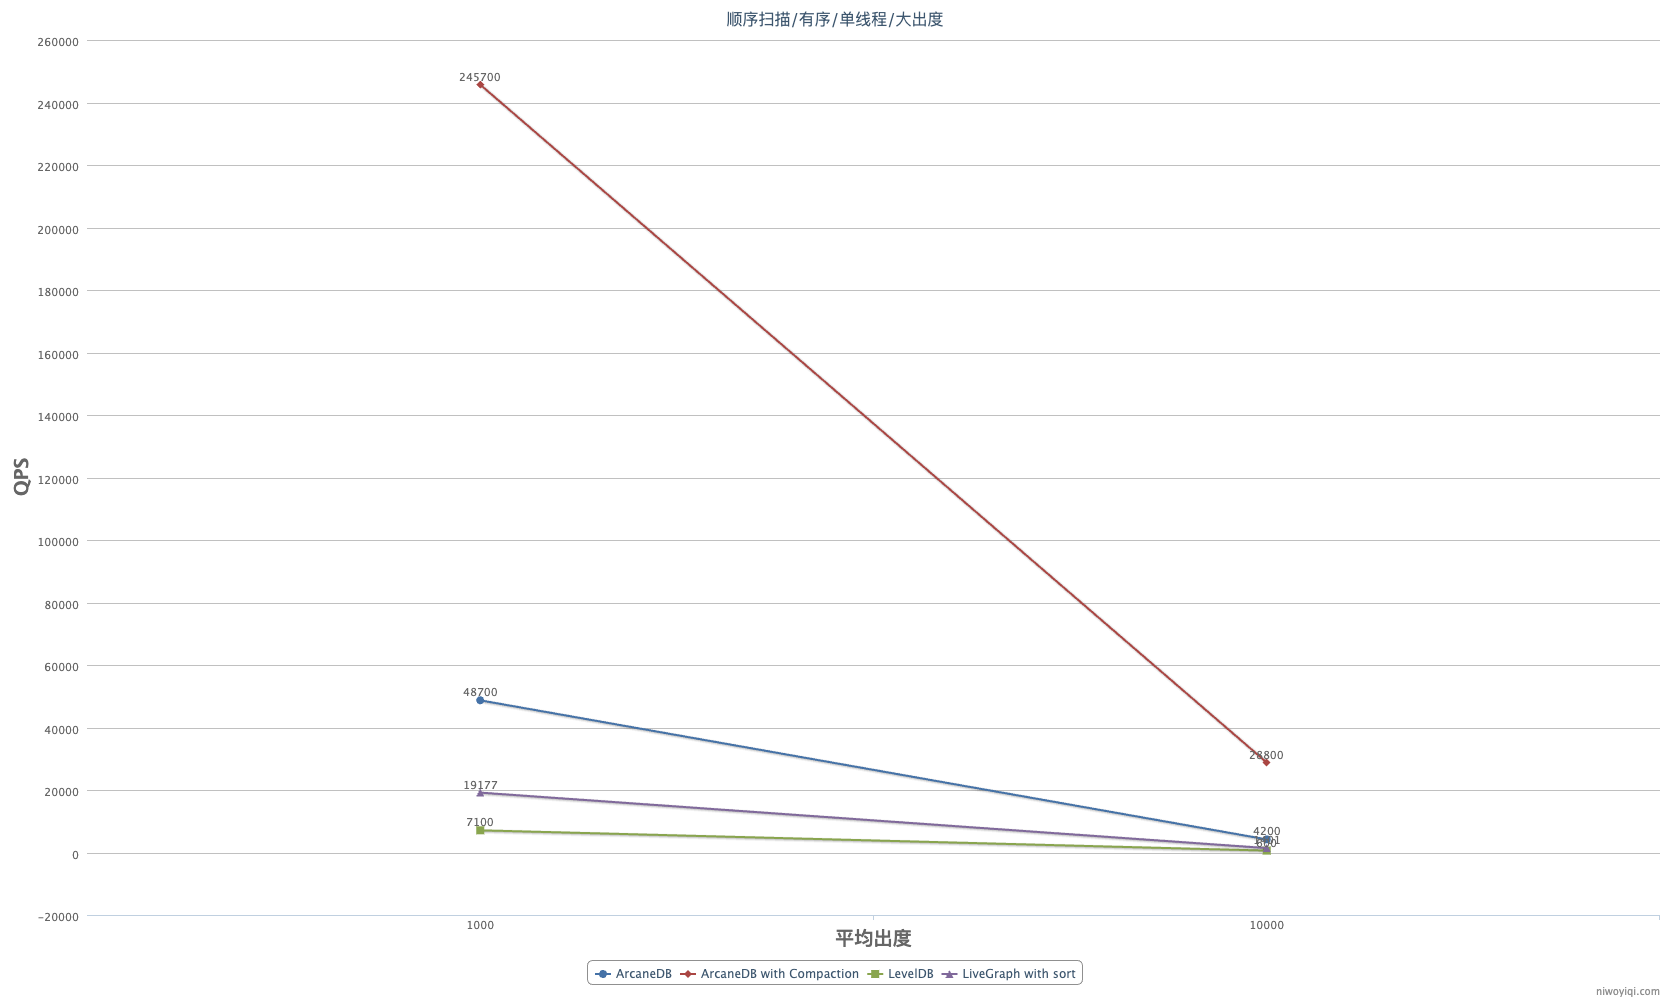 顺序扫描/有序/单线程/大出度
260000
240000
220000
200000
180000
160000
140000
120000
100000
80000
60000
40000
20000
0
-20000
QPS
245700
48700
19177
7100
28800
4200
1000
10000
平均出度
ArcaneDB
ArcaneDB with Compaction
LevelDB
LiveGraph with sort
niwoyiqi.com